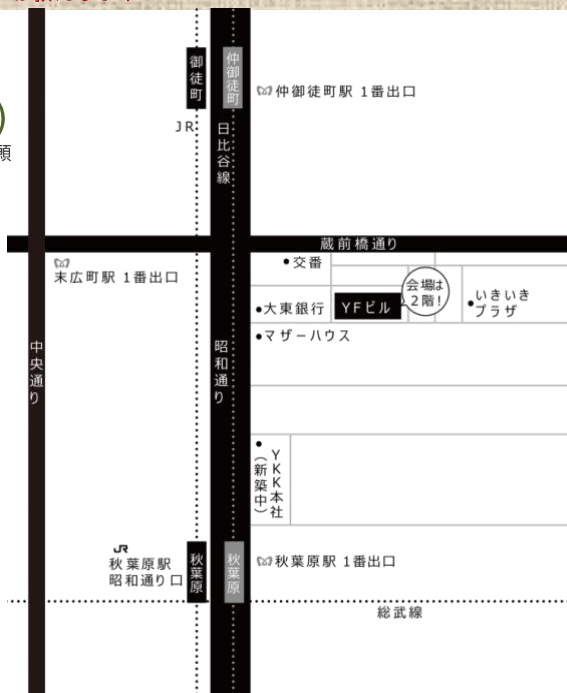 御徒町
仲御徒町
仲御徒町駅 1番出口
JR
日比谷線
願
蔵前橋通り
末広町駅 1番出口
交番
会場は
2階!
大東銀行
YFビル
いきいき
プラザ
マザーハウス
中央通り
昭和通り
YKK本社
(新築中)
JR
秋葉原駅
昭和通り口
秋葉原
秋葉原
秋葉原駅 1番出口
総武線